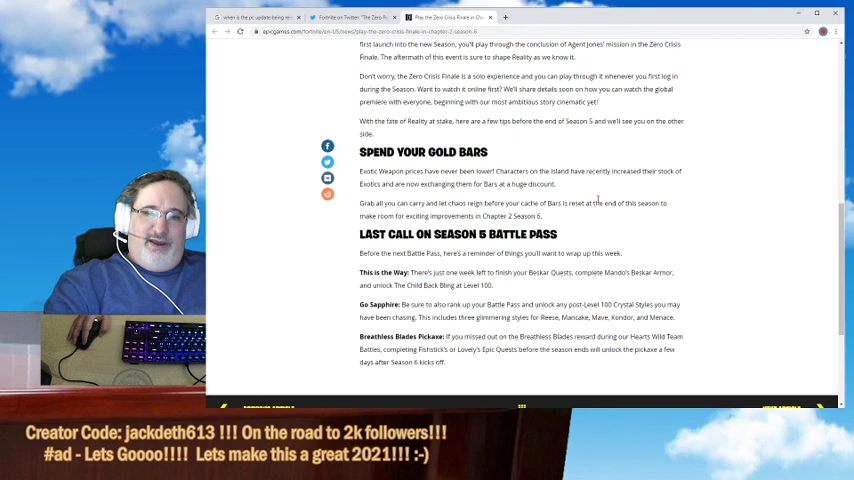 when is the pc update being re
Fortnite on Twitter: "The Zero P
Play the Zero Crisis Finale in Cha
epicgames.com/fortnite/en-US/news/play-the-zero-crisis-finale-in-chapter-2-season-6
first launch into the new Season, you'll play through the conclusion of Agent Jones' mission in the Zero Crisis
Finale. The aftermath of this event is sure to shape Reality as we know it.
Don't worry, the Zero Crisis Finale is a solo experience and you can play through it whenever you first log in
during the Season. Want to watch it online first? We'll share details soon on how you can watch the global
premiere with everyone, beginning with our most ambitious story cinematic yet!
With the fate of Reality at stake, here are a few tips before the end of Season 5 and we'll see you on the other
side.
SPEND YOUR GOLD BARS
Exotic Weapon prices have never been lower! Characters on the Island have recently increased their stock of
Exotics and are now exchanging them for Bars at a huge discount.
Grab all you can carry and let chaos reign before your cache of Bars is reset at the end of this season to
make room for exciting improvements in Chapter 2 Season 6.
LAST CALL ON SEASON 5 BATTLE PASS
Before the next Battle Pass, here's a reminder of things you'll want to wrap up this week.
This is the Way: There's just one week left to finish your Beskar Quests, complete Mando's Beskar Armor,
and unlock The Child Back Bling at Level 100.
Go Sapphire: Be sure to also rank up your Battle Pass and unlock any post-Level 100 Crystal Styles you may
have been chasing. This includes three glimmering styles for Reese, Mancake, Mave, Kondor, and Menace.
Breathless Blades Pickaxe: If you missed out on the Breathless Blades reward during our Hearts Wild Team
Battles, completing Fishstick's or Lovely's Epic Quests before the season ends will unlock the pickaxe a few
days after Season 6 kicks off.
Creator Code: jackdeth613 !!! On the road to 2k followers!!!
#ad - Lets Goooo!!!! Lets make this a great 2021!!! :-)